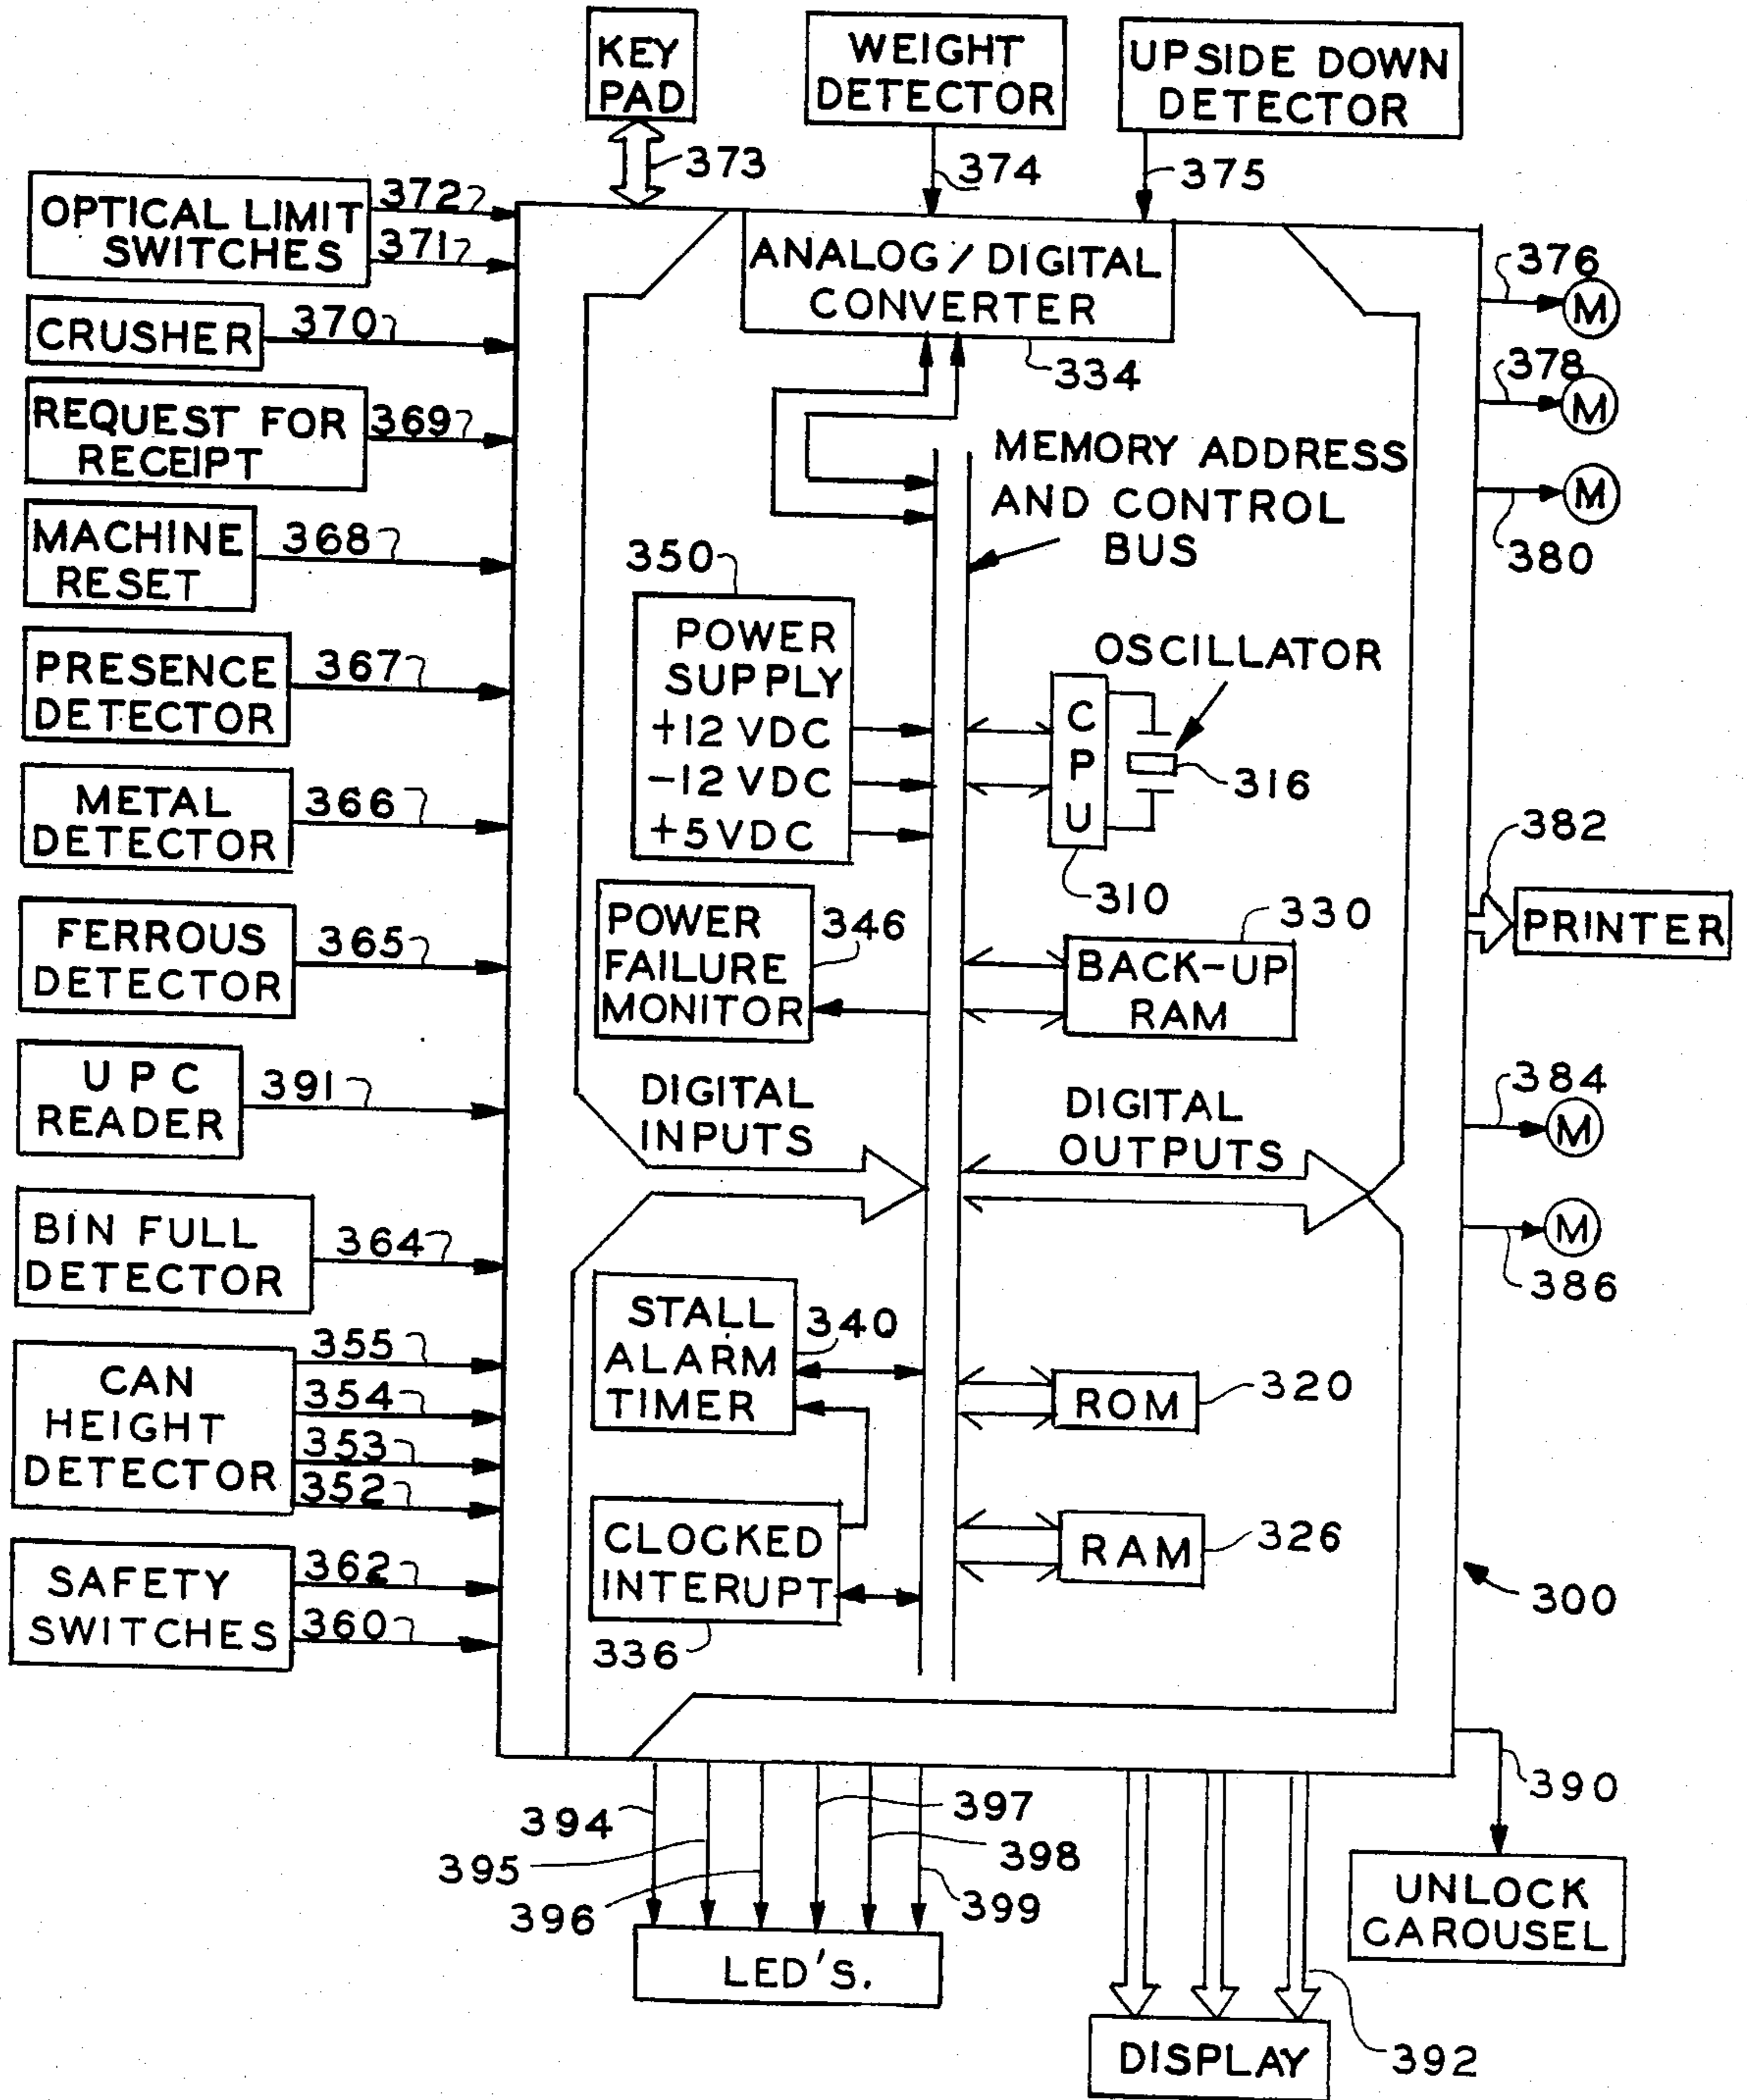 KEY
PAD
WEIGHT
DETECTOR
UPSIDE DOWN
DETECTOR
373
374
375
OPTICAL LIMIT
SWITCHES
372
371
CRUSHER
370
REQUEST FOR
RECEIPT
369
MACHINE
RESET
368
PRESENCE
DETECTOR
367
METAL
DETECTOR
366
FERROUS
DETECTOR
365
UPC
READER
391
BIN FULL
DETECTOR
364
CAN
HEIGHT
DETECTOR
355
354
353
352
SAFETY
SWITCHES
362
360
ANALOG / DIGITAL
CONVERTER
334
MEMORY ADDRESS
AND CONTROL
BUS
350
POWER
SUPPLY
+12 VDC
-12 VDC
+5 VDC
OSCILLATOR
CPU
316
310
POWER
FAILURE
MONITOR
346
330
BACK-UP
RAM
DIGITAL
INPUTS
DIGITAL
OUTPUTS
STALL
ALARM
TIMER
340
ROM
320
CLOCKED
INTERUPT
336
RAM
326
376
M
378
M
M
380
382
PRINTER
384
M
M
386
300
390
UNLOCK
CAROUSEL
394
395
396
397
398
399
LED'S.
DISPLAY
392